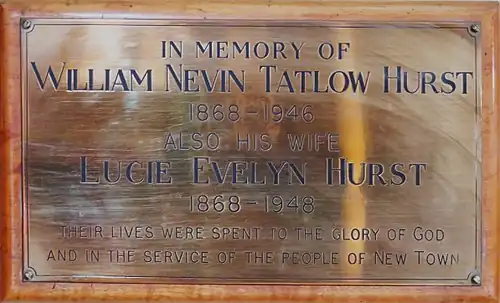 IN MEMORY OF
WILLIAM NEVIN TATLOW HURST
1868-1946
ALSO HIS WIFE
LUCIE EVELYN HURST
1868-1948
THEIR LIVES WERE SPENT TO THE GLORY OF GOD
AND IN THE SERVICE OF THE PEOPLE OF NEW TOWN